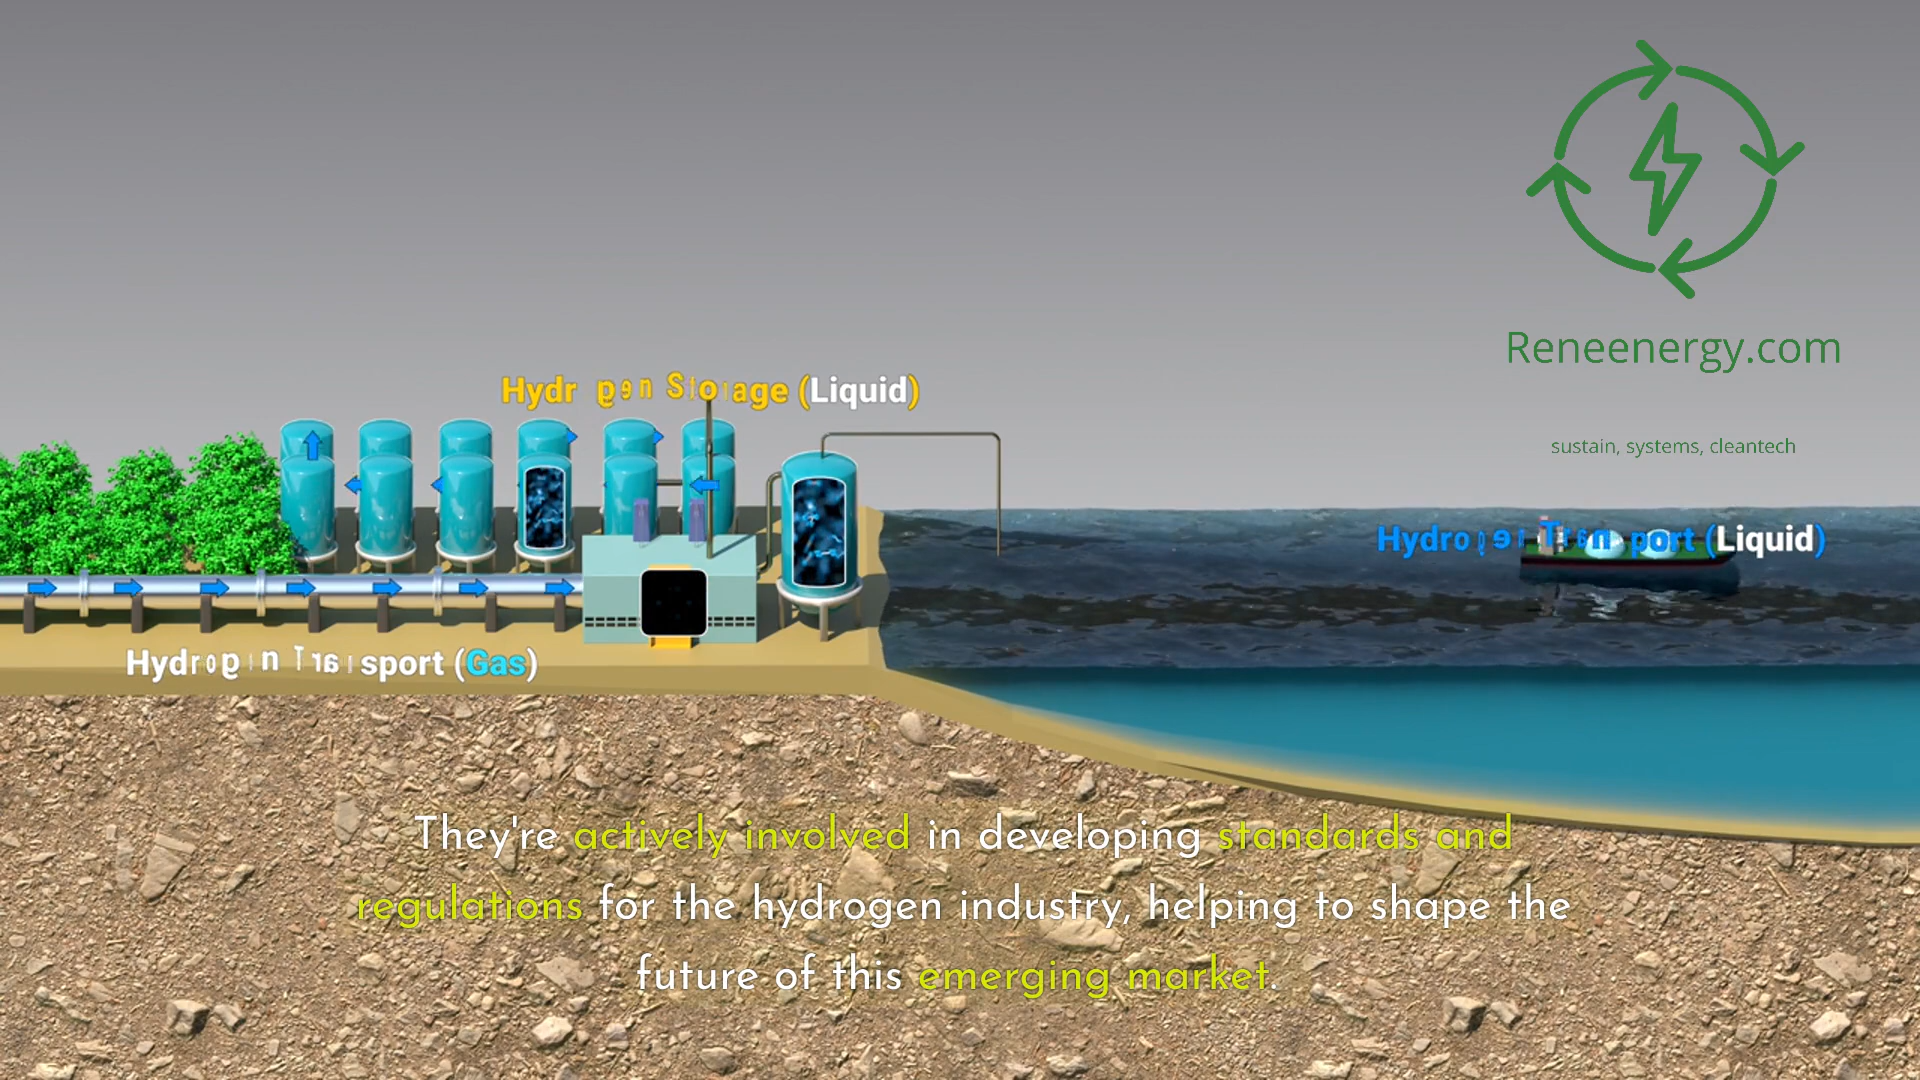 Reneenergy.com
sustain, systems, cleantech
Storage (Liquid)
(Liquid)
(Gas)
They're actively involved in developing standards and
regulations for the hydrogen industry, helping to shape the
future of this emerging market.